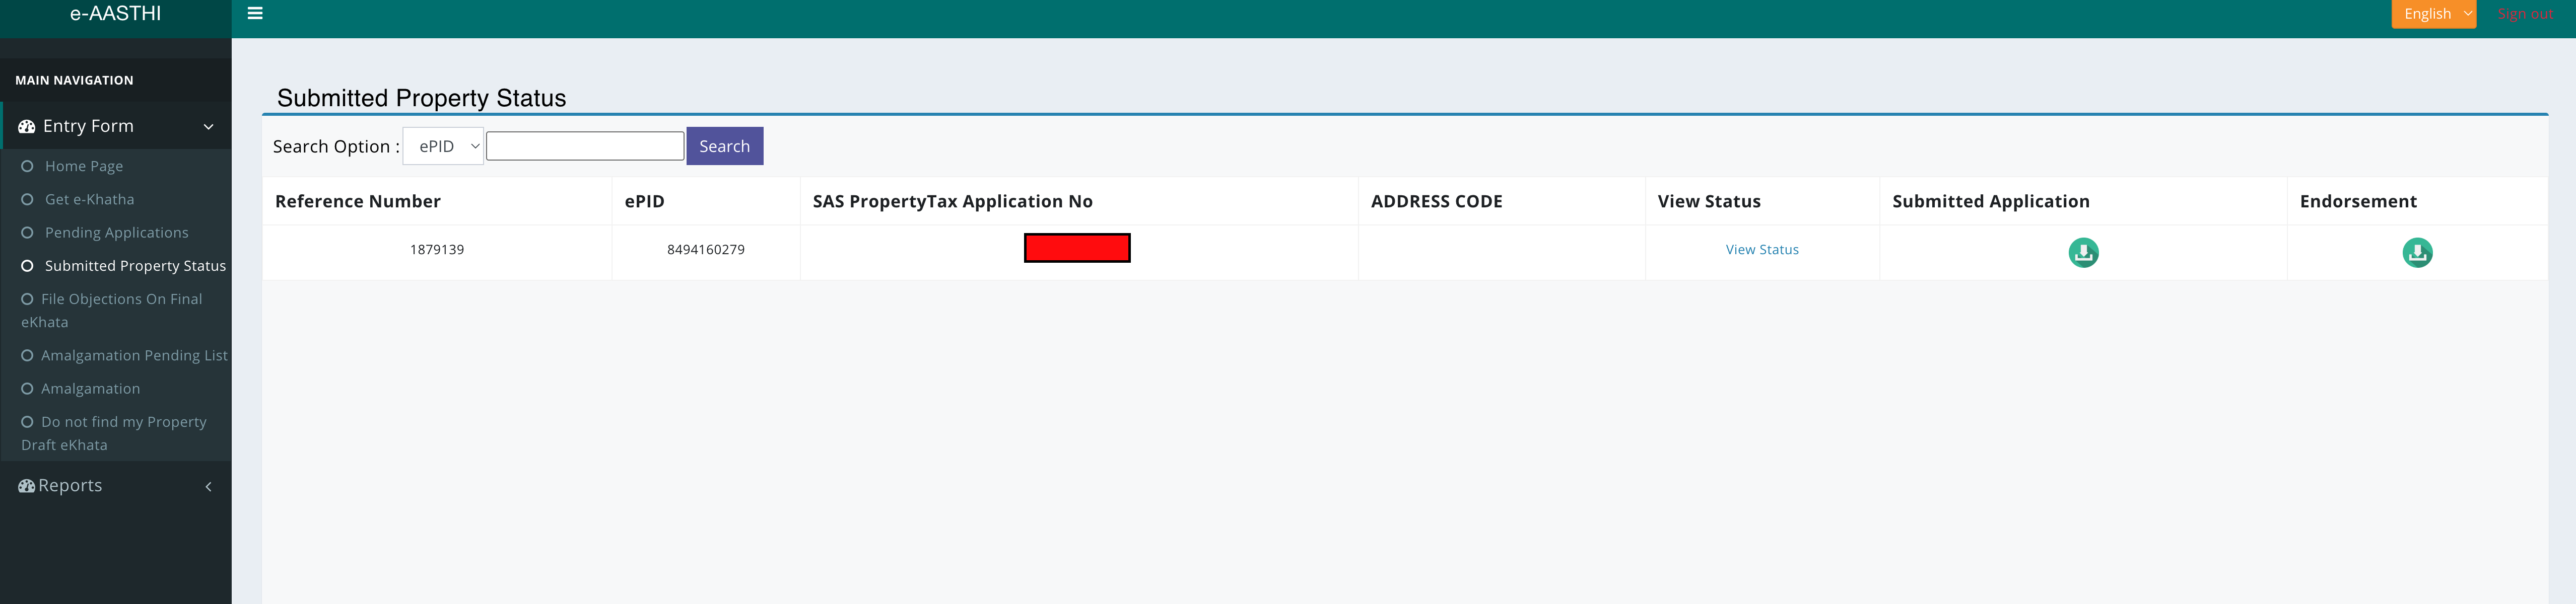 e-AASTHI
English
Sign out
MAIN NAVIGATION
Entry Form
Home Page
Get e-Khatha
Pending Applications
Submitted Property Status
File Objections On Final
eKhata
Amalgamation Pending List
Amalgamation
Do not find my Property
Draft eKhata
Reports
Submitted Property Status
Search Option : ePID Search
Reference Number ePID SAS PropertyTax Application No ADDRESS CODE View Status Submitted Application Endorsement
1879139 8494160279 View Status